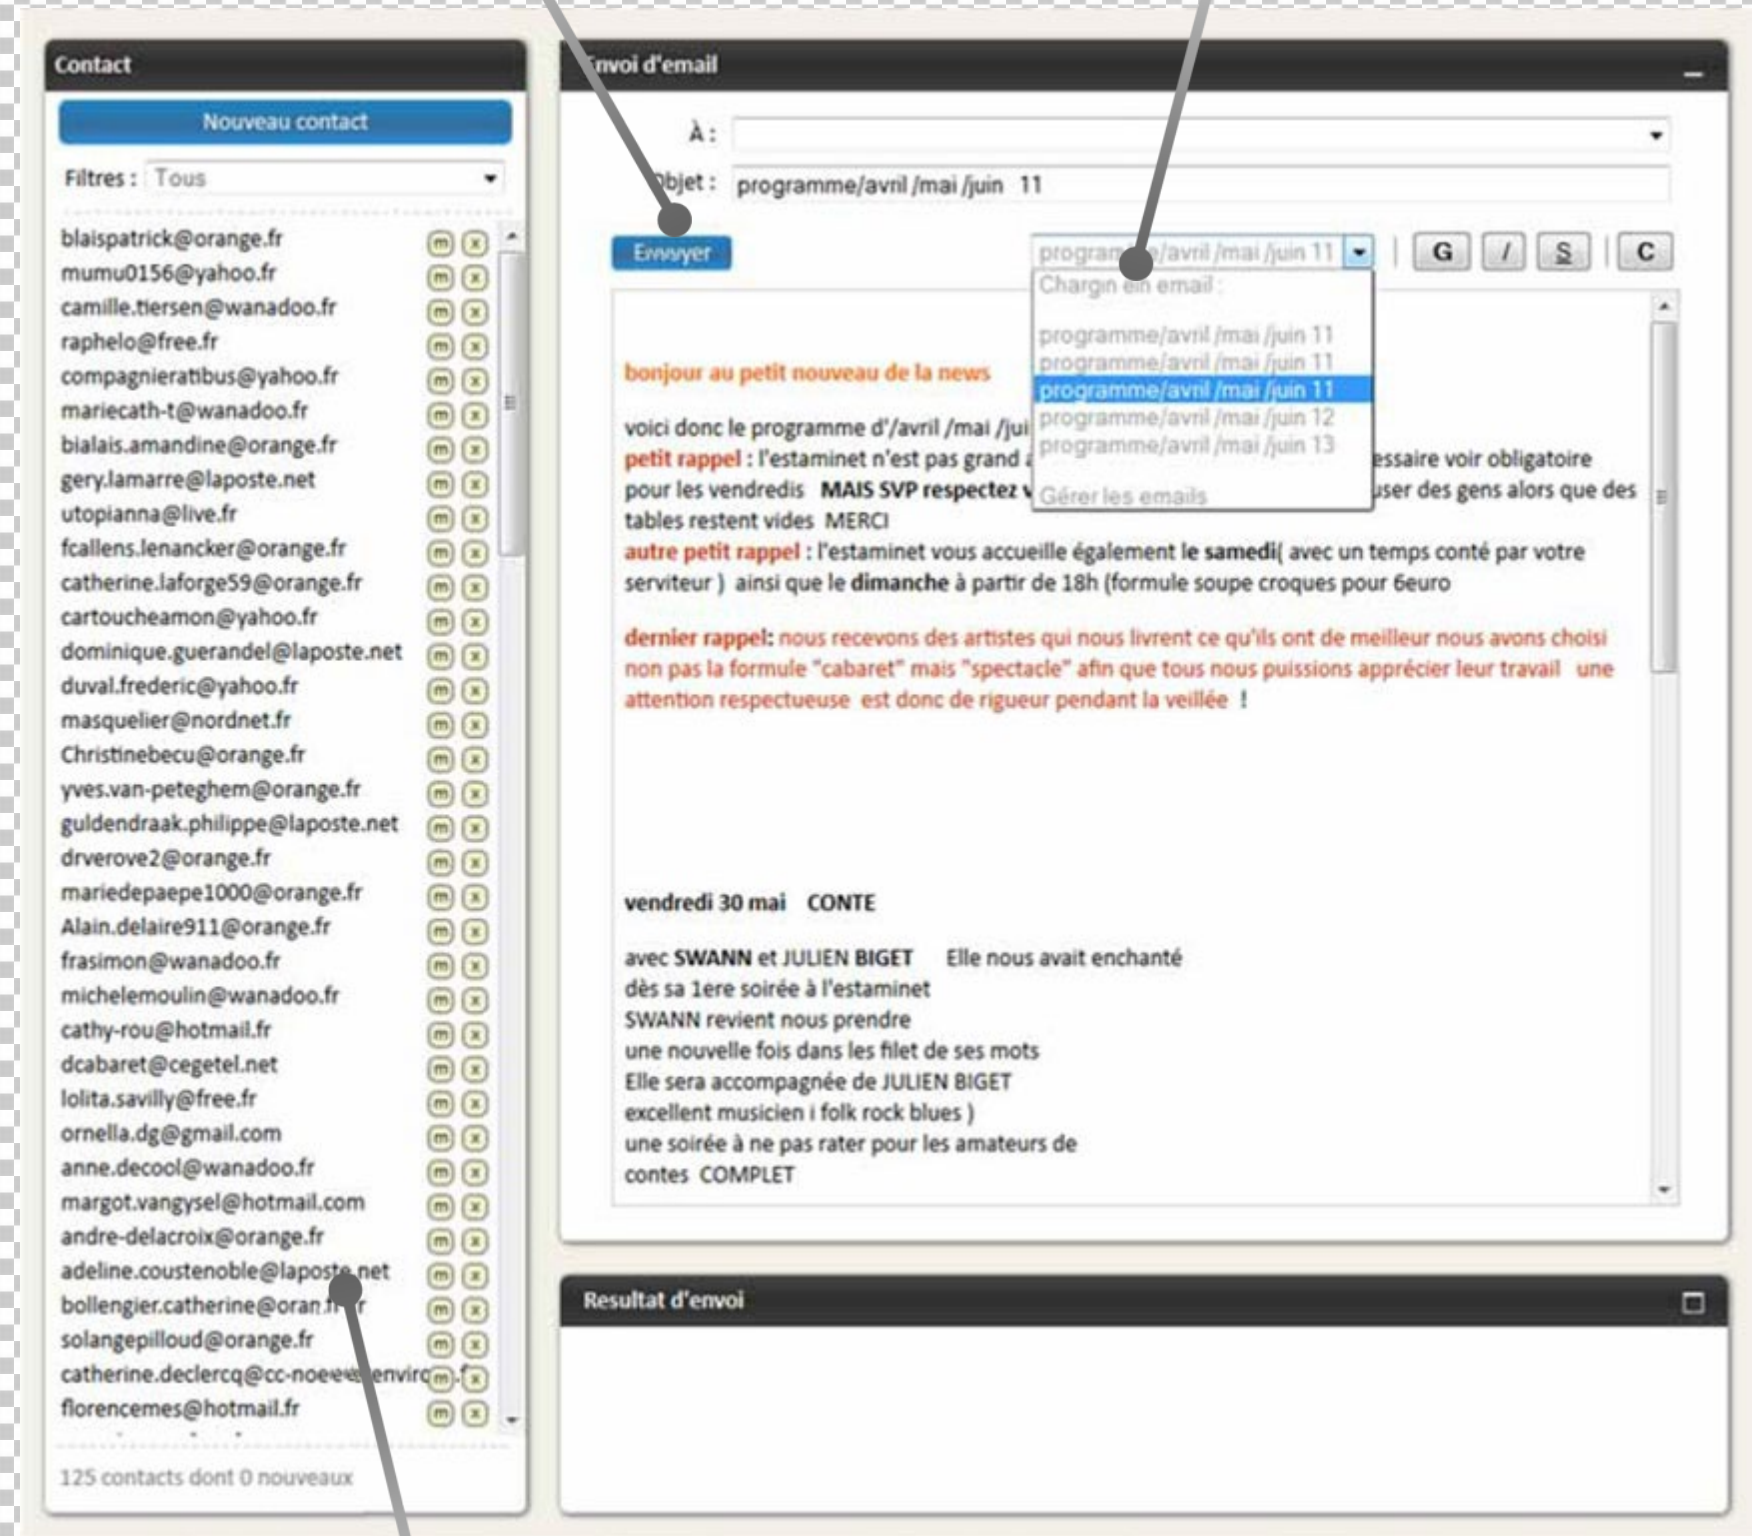 Contact
Nouveau contact
Filtres : Tous
blaispatrick@orange.fr m x
mumu0156@yahoo.fr m x
camille.tiersen@wanadoo.fr m x
raphelo@free.fr m x
compagnieratibus@yahoo.fr m x
mariecath-t@wanadoo.fr m x
bialais.amandine@orange.fr m x
gery.lamarre@laposte.net m x
utopianna@live.fr m x
fcallens.lenancker@orange.fr m x
catherine.laforge59@orange.fr m x
cartoucheamon@yahoo.fr m x
dominique.guerandel@laposte.net m x
duval.frederic@yahoo.fr m x
masquelier@nordnet.fr m x
Christinebecu@orange.fr m x
yves.van-peteghem@orange.fr m x
guldendraak.philippe@laposte.net m x
drverove2@orange.fr m x
mariedepaepe1000@orange.fr m x
Alain.delaire911@orange.fr m x
frasimon@wanadoo.fr m x
michelemoulin@wanadoo.fr m x
cathy-rou@hotmail.fr m x
dcabaret@cegetel.net m x
lolita.savilly@free.fr m x
ornella.dg@gmail.com m x
anne.decool@wanadoo.fr m x
margot.vangysel@hotmail.com m x
andre-delacroix@orange.fr m x
adeline.coustenoble@laposte.net m x
m x
solangepilloud@orange.fr m x
m x
florencemes@hotmail.fr m x
125 contacts dont 0 nouveaux
Envoi d'email
À :
Objet : programme/avril /mai /juin 11
Envoyer programme/avril /mai /juin 11 G I S C
email :
programme/avril /mai /juin 11
programme/avril /mai /juin 11
programme/avril /mai /juin 11
programme/avril /mai /juin 12
programme/avril /mai /juin 13
Gérer les emails
bonjour au petit nouveau de la news
voici donc le programme d'/avril /mai /jui
petit rappel : l'estaminet n'est pas grand essaire voir obligatoire
pour les vendredis MAIS SVP respectez v user des gens alors que des
tables restent vides MERCI
autre petit rappel : l'estaminet vous accueille également le samedi( avec un temps conté par votre
serviteur ) ainsi que le dimanche à partir de 18h (formule soupe croques pour 6euro
dernier rappel: nous recevons des artistes qui nous livrent ce qu'ils ont de meilleur nous avons choisi
non pas la formule "cabaret" mais "spectacle" afin que tous nous puissions apprécier leur travail une
attention respectueuse est donc de rigueur pendant la veillée !
vendredi 30 mai CONTE
avec SWANN et JULIEN BIGET Elle nous avait enchanté
dès sa 1ere soirée à l'estaminet
SWANN revient nous prendre
une nouvelle fois dans les filet de ses mots
Elle sera accompagnée de JULIEN BIGET
excellent musicien i folk rock blues )
une soirée à ne pas rater pour les amateurs de
contes COMPLET
Resultat d'envoi